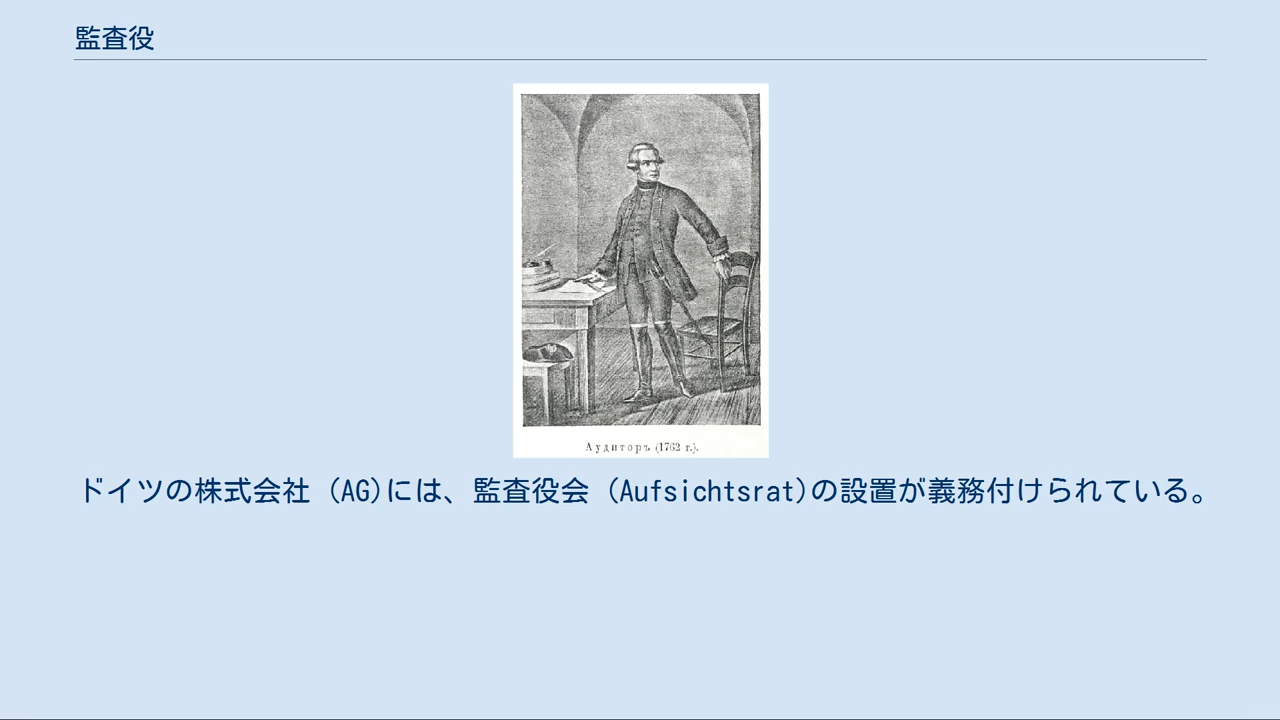 監査役
Аудиторъ (1762 г.).
ドイツの株式会社 (AG)には、監査役会 (Aufsichtsrat)の設置が義務付けられている。